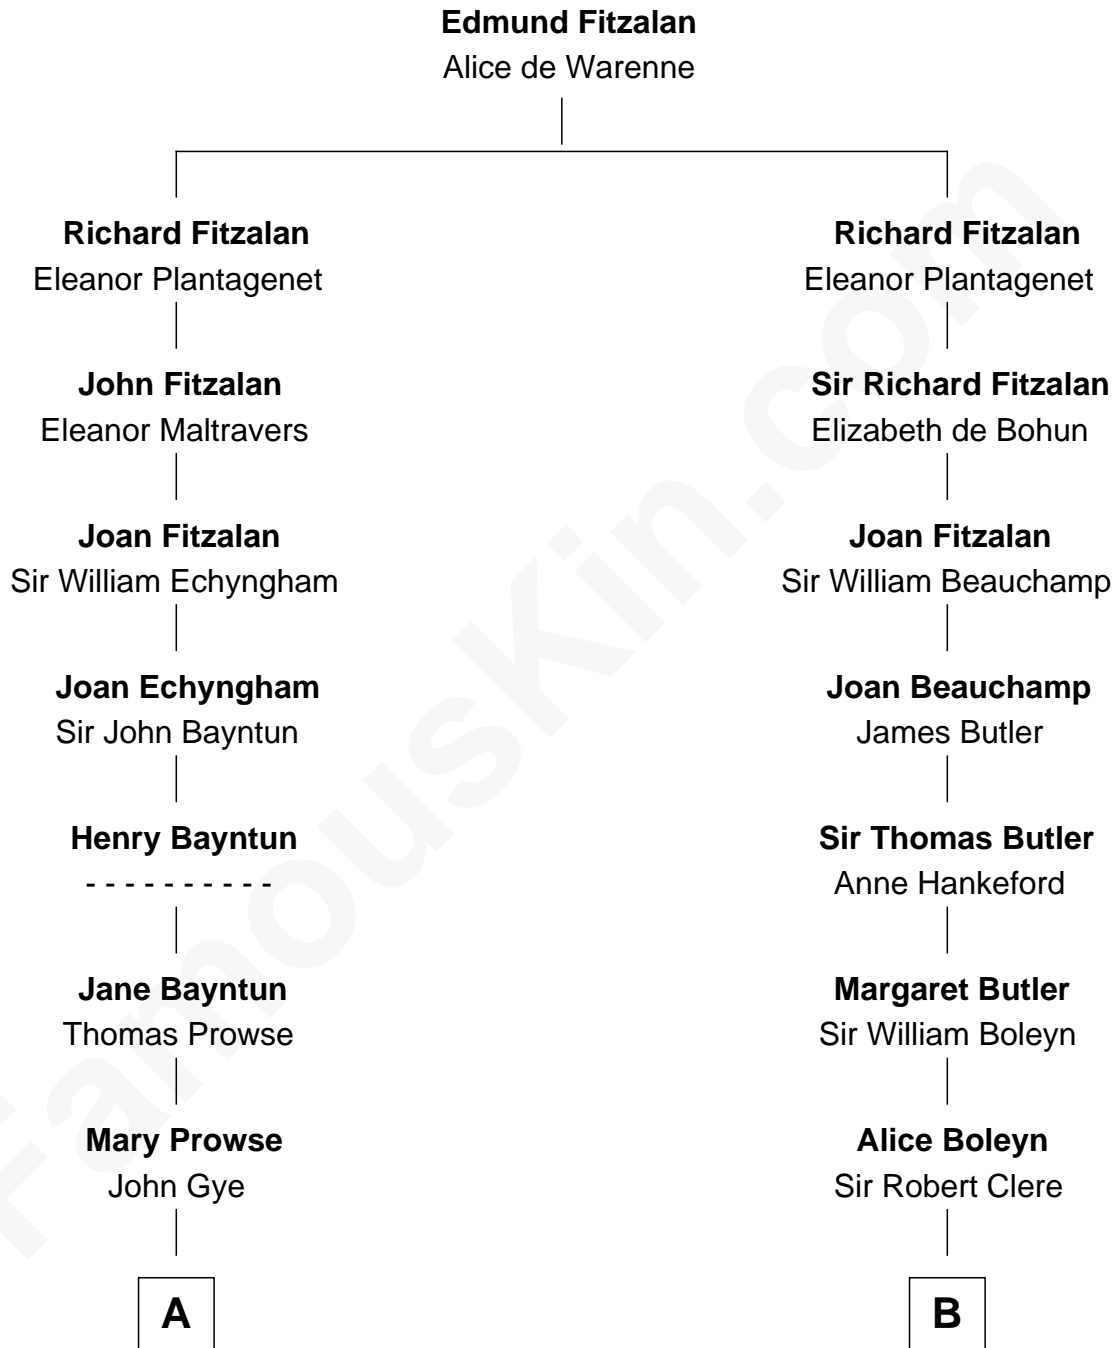 Edmund Fitzalan
Alice de Warenne
Richard Fitzalan
Eleanor Plantagenet
John Fitzalan
Eleanor Maltravers
Joan Fitzalan
Sir William Echyngham
Joan Echyngham
Sir John Bayntun
Henry Bayntun
- - - - - - - - - -
Jane Bayntun
Thomas Prowse
Mary Prowse
John Gye
A
Richard Fitzalan
Eleanor Plantagenet
Sir Richard Fitzalan
Elizabeth de Bohun
Joan Fitzalan
Sir William Beauchamp
Joan Beauchamp
James Butler
Sir Thomas Butler
Anne Hankeford
Margaret Butler
Sir William Boleyn
Alice Boleyn
Sir Robert Clere
B
FamousKin.com